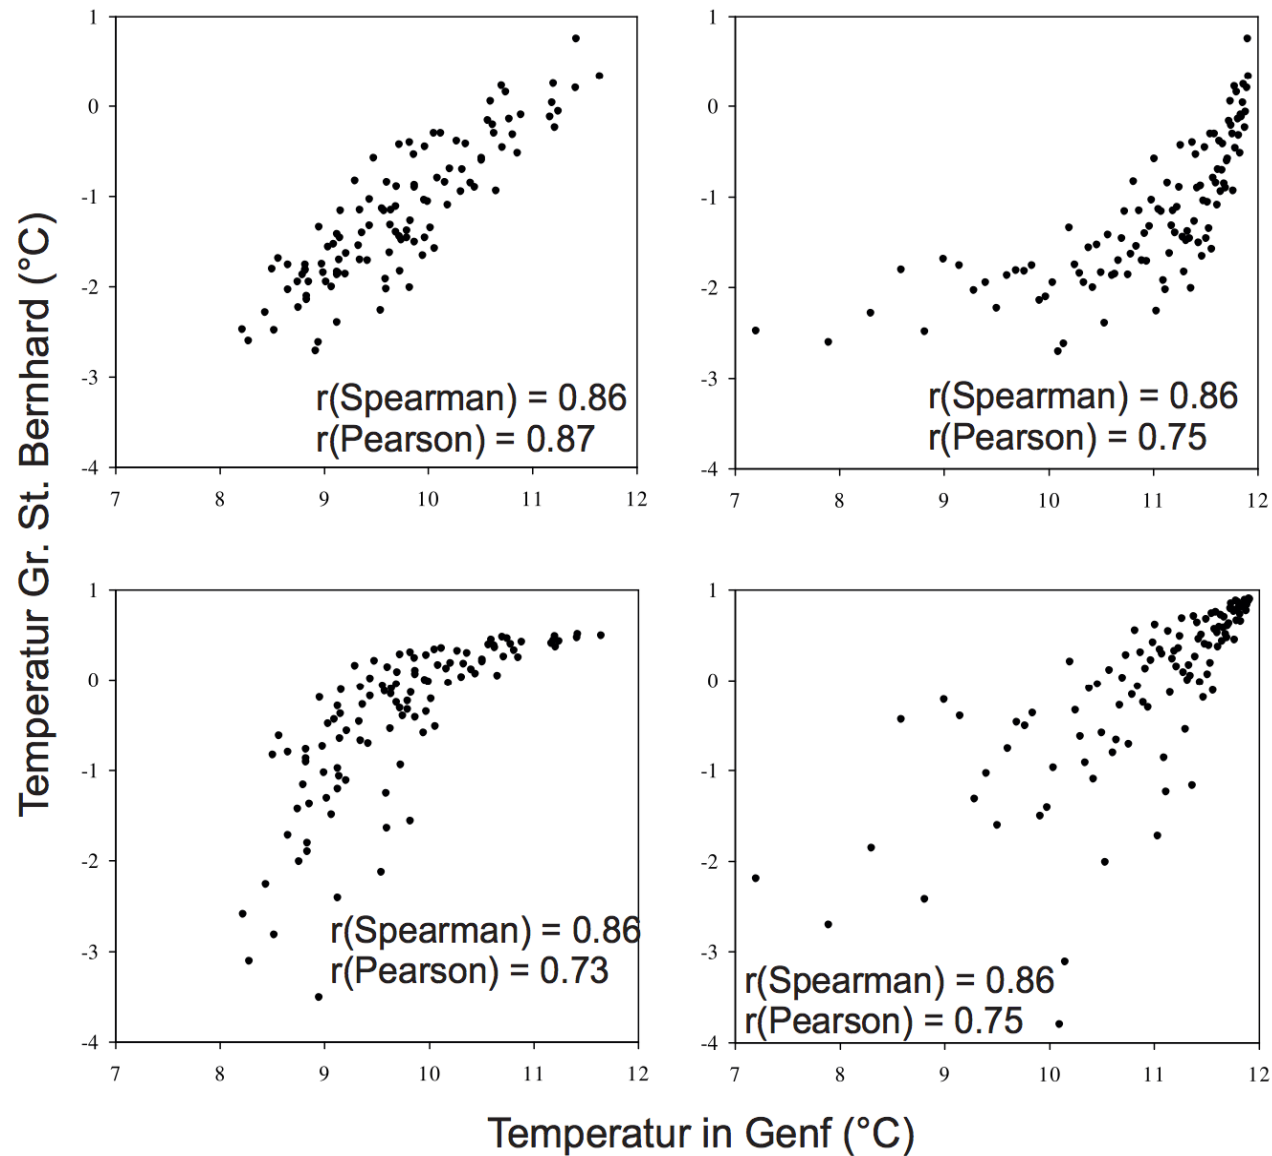 Temperatur Gr. St. Bernhard (°C)
1
0
-1
-2
-3
-4
7 8 9 10 11 12
r(Spearman) = 0.86
r(Pearson) = 0.87
1
0
-1
-2
-3
-4
7 8 9 10 11 12
r(Spearman) = 0.86
r(Pearson) = 0.75
1
0
-1
-2
-3
-4
7 8 9 10 11 12
r(Spearman) = 0.86
r(Pearson) = 0.73
1
0
-1
-2
-3
-4
7 8 9 10 11 12
r(Spearman) = 0.86
r(Pearson) = 0.75
Temperatur in Genf (°C)